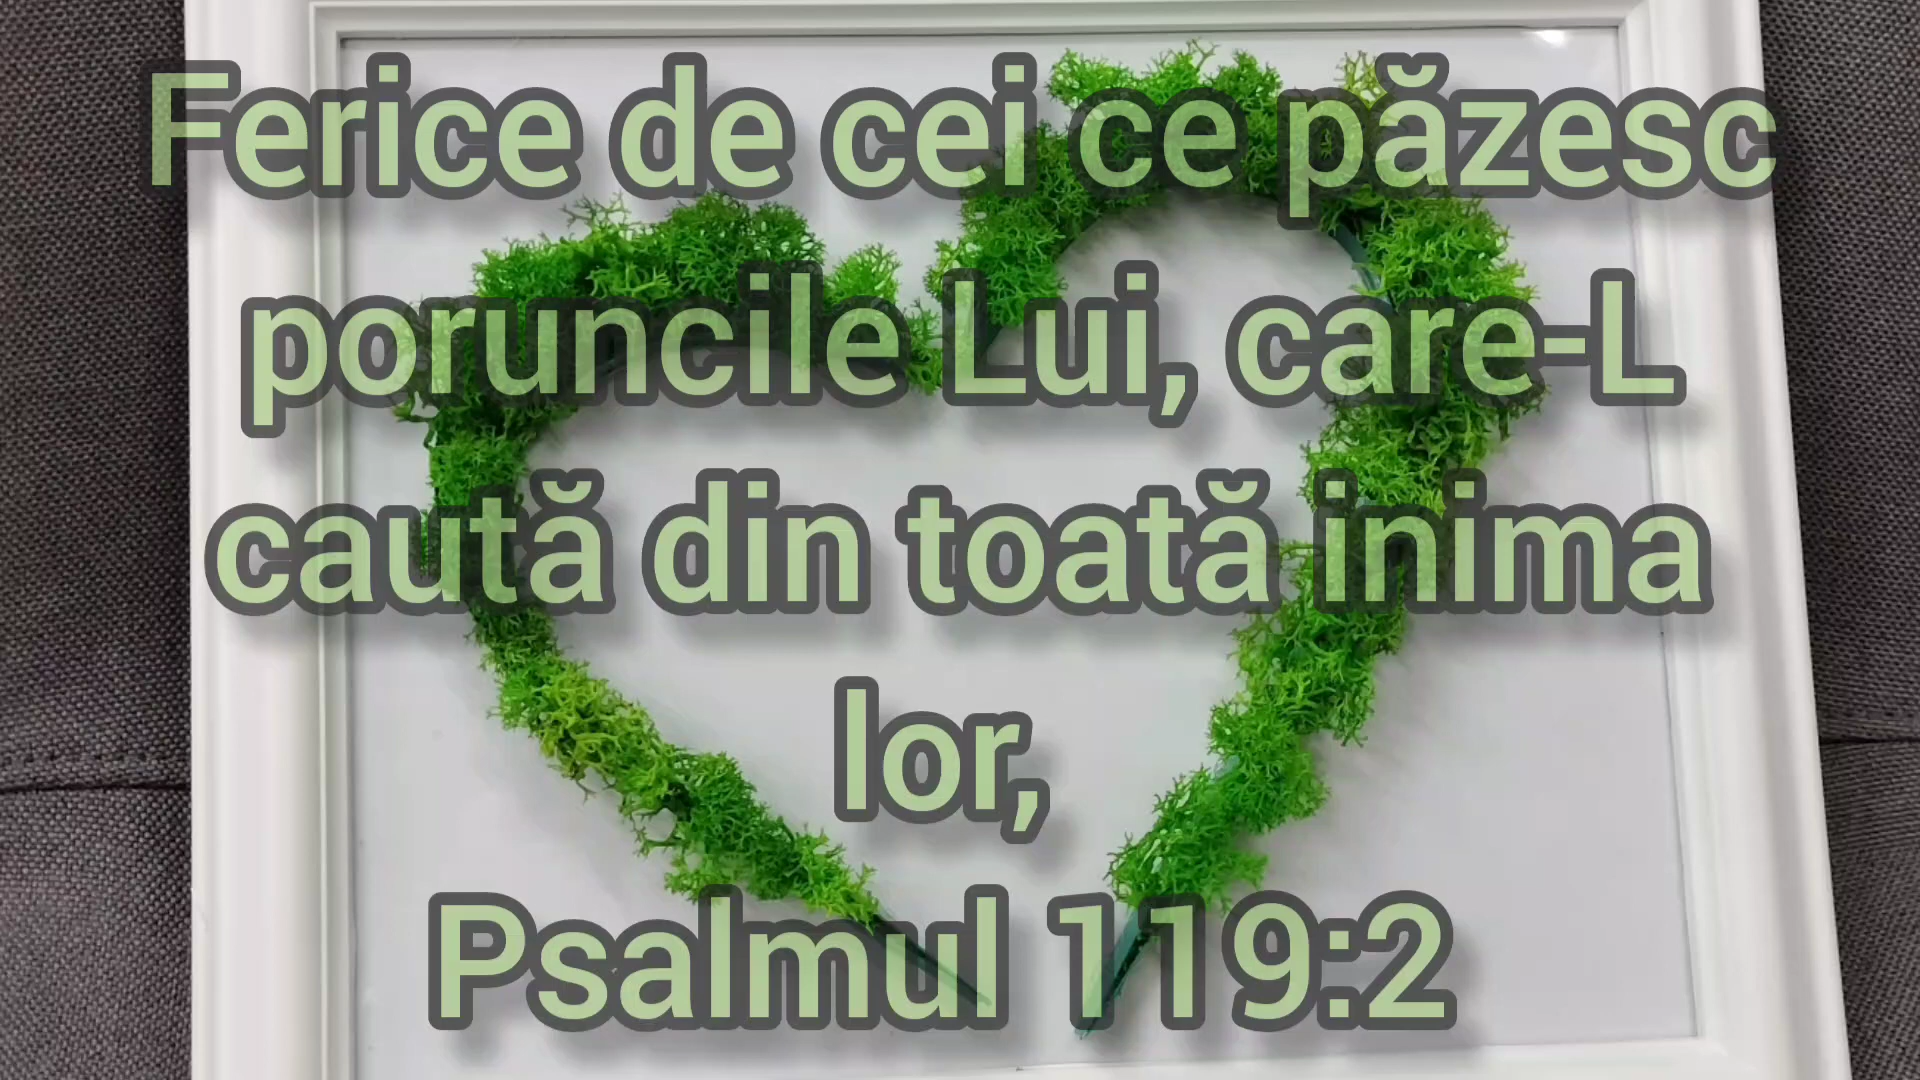 Ferice de cei ce păzesc
poruncile Lui, care-L
caută din toată inima
lor,
Psalmul 119:2